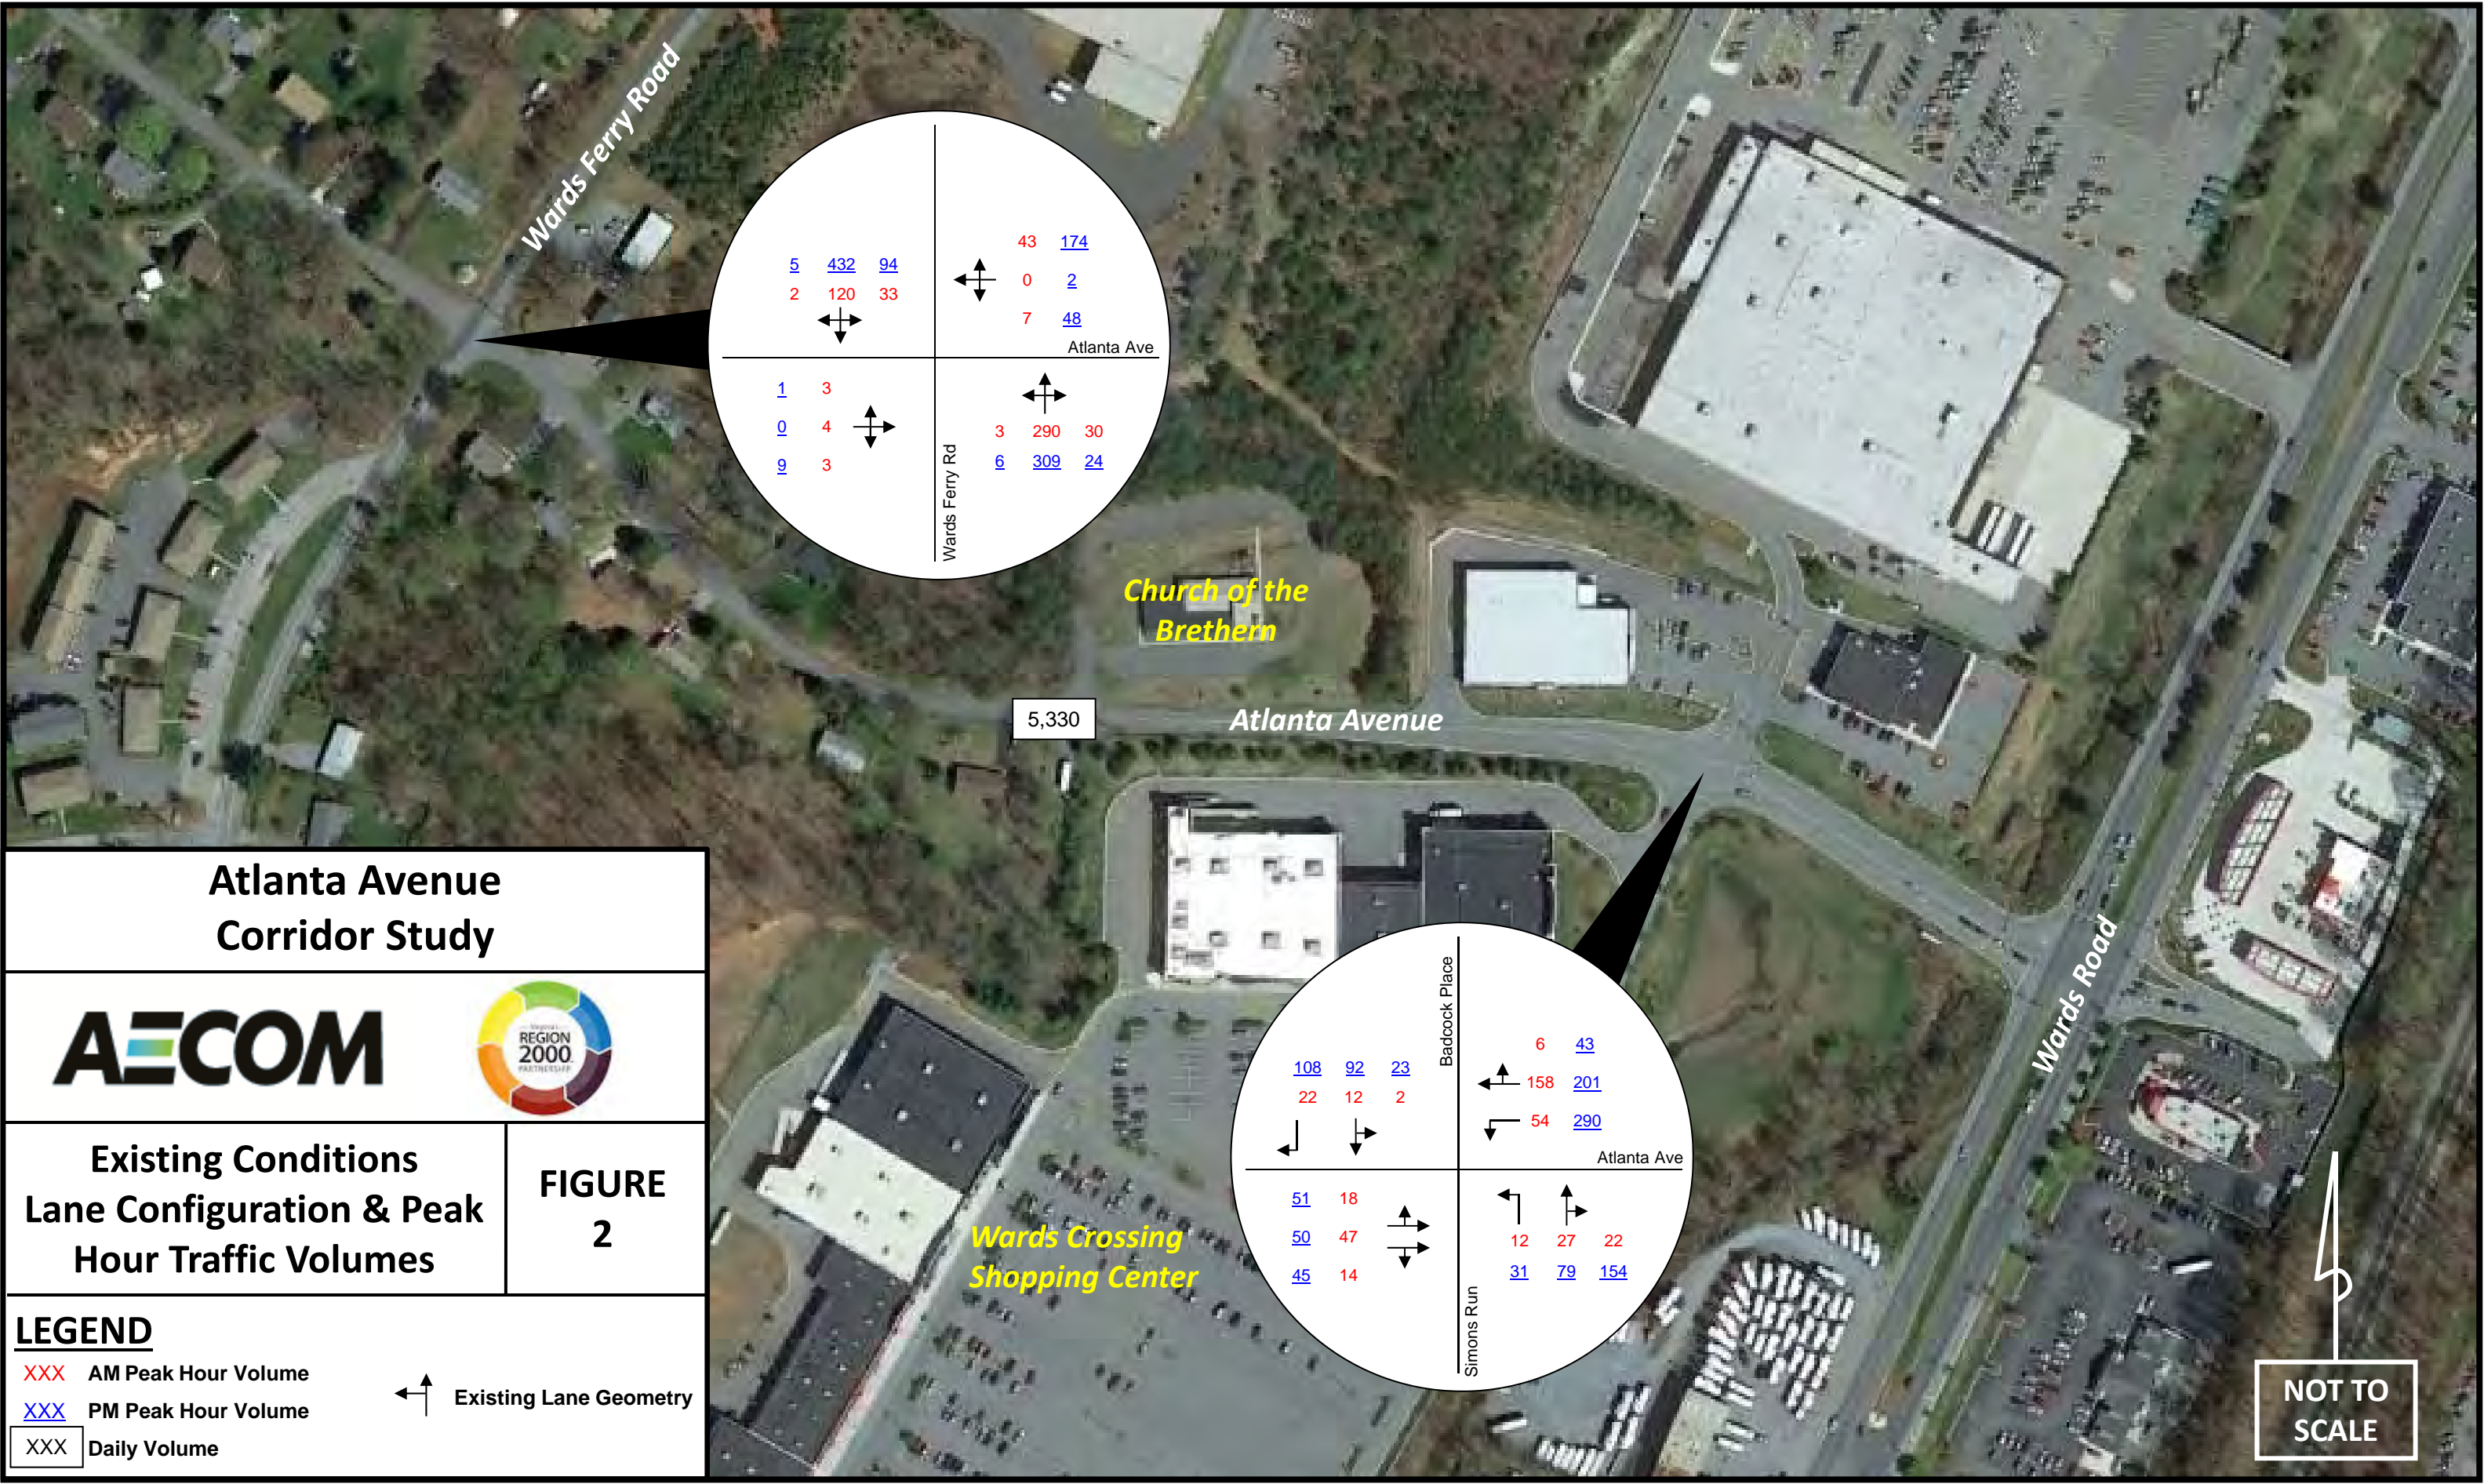 Wards Ferry Road
5 432 94
2 120 33
43 174
0 2
7 48
Atlanta Ave
1 3
0 4
9 3
3 290 30
6 309 24
Wards Ferry Rd
Church of the
Brethern
5,330
Atlanta Avenue
Wards Road
Badcock Place
108 92 23
22 12 2
6 43
158 201
54 290
Atlanta Ave
51 18
50 47
45 14
12 27 22
31 79 154
Simons Run
Wards Crossing
Shopping Center
Atlanta Avenue
Corridor Study
AECOM
REGION
2000
PARTNERSHIP
Existing Conditions
Lane Configuration & Peak
Hour Traffic Volumes
FIGURE
2
LEGEND
XXX AM Peak Hour Volume
XXX PM Peak Hour Volume
XXX Daily Volume
Existing Lane Geometry
NOT TO
SCALE